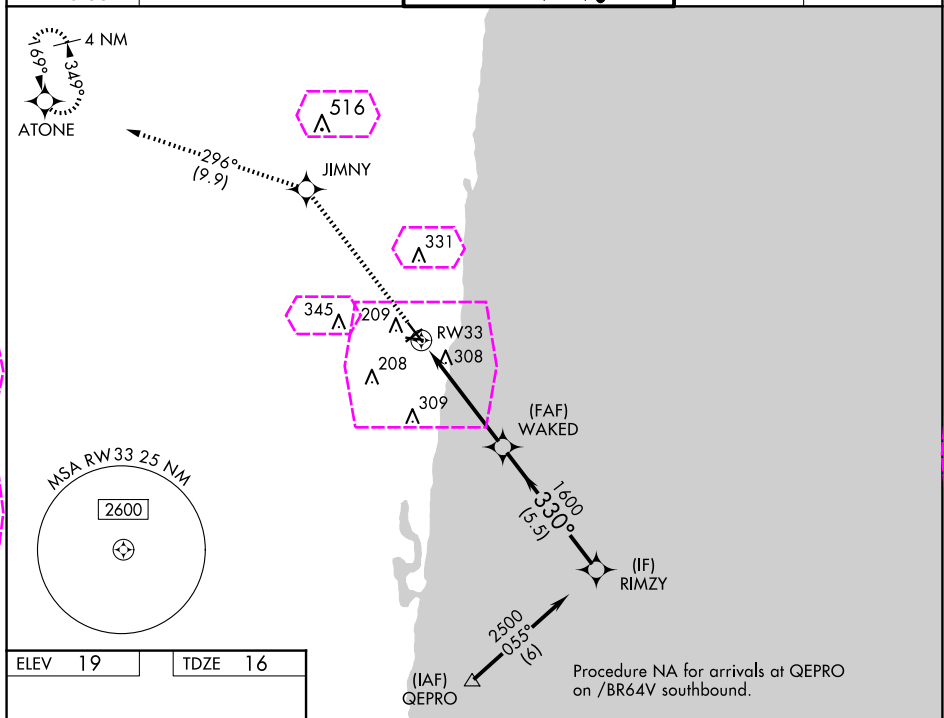 4 NM
169°
349°
ATONE
516
296°
(9.9)
JIMNY
331
345
209
RW33
308
208
309
(FAF)
WAKED
MSA RW33 25 NM
2600
1600
330°
(5.5)
(IF)
RIMZY
2500
055°
(6)
(IAF)
QEPRO
Procedure NA for arrivals at QEPRO
on /BR64V southbound.
ELEV 19
TDZE 16